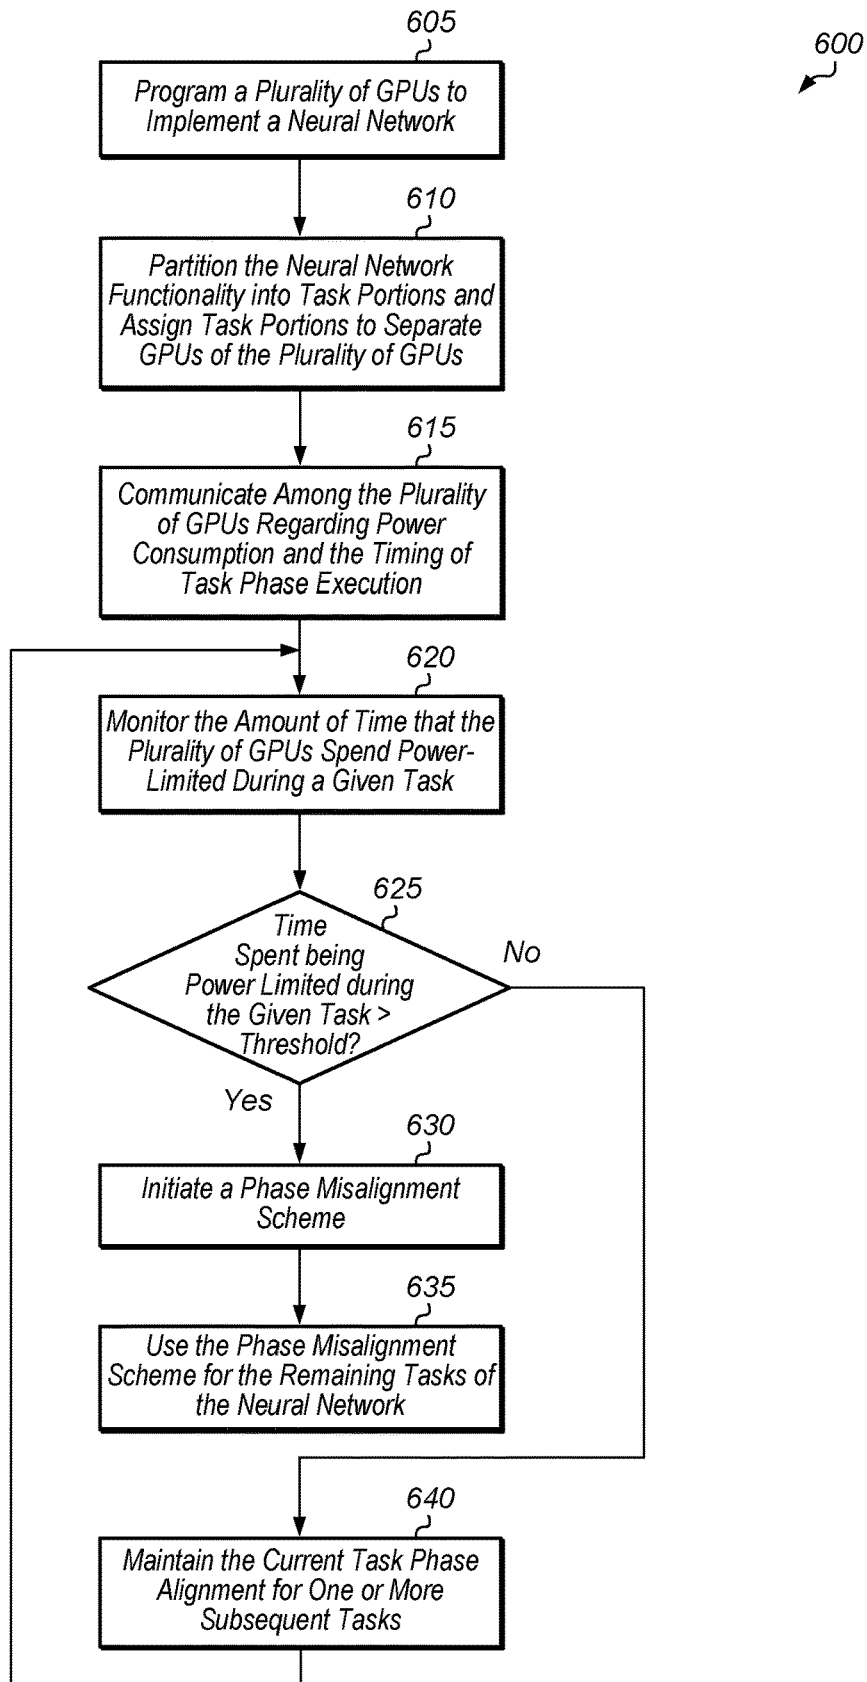 605
600
Program a Plurality of GPUs to
Implement a Neural Network
610
Partition the Neural Network
Functionality into Task Portions and
Assign Task Portions to Separate
GPUs of the Plurality of GPUs
615
Communicate Among the Plurality
of GPUs Regarding Power
Consumption and the Timing of
Task Phase Execution
620
Monitor the Amount of Time that the
Plurality of GPUs Spend Power-
Limited During a Given Task
625
Time
Spent being
Power Limited during
the Given Task >
Threshold?
No
Yes
630
Initiate a Phase Misalignment
Scheme
635
Use the Phase Misalignment
Scheme for the Remaining Tasks of
the Neural Network
640
Maintain the Current Task Phase
Alignment for One or More
Subsequent Tasks